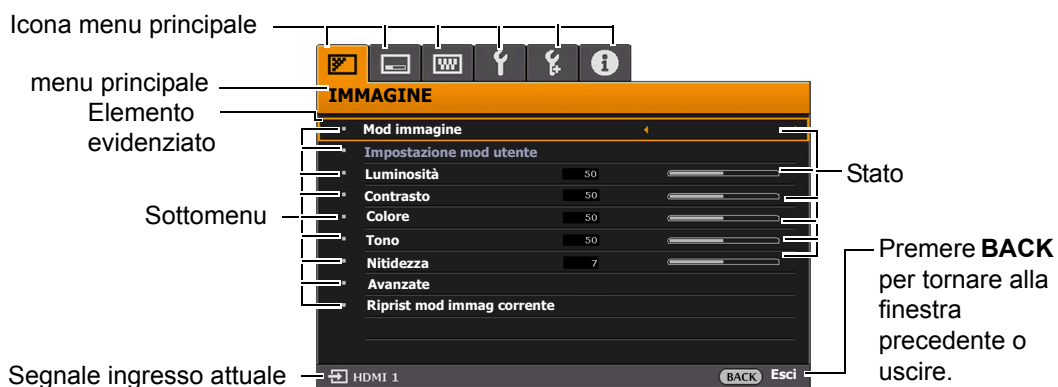 Icona menu principale
menu principale
IMMAGINE
Elemento
evidenziato
Mod immagine
Impostazione mod utente
Luminosità 50
Stato
Contrasto 50
Sottomenu
Colore 50
Tono 50
Nitidezza 7
Avanzate
Riprist mod immag corrente
Premere BACK
per tornare alla
finestra
precedente o
uscire.
Segnale ingresso attuale
HDMI 1
BACK Esci